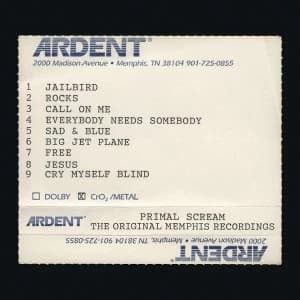 ARDENT®
2000 Madison Avenue • Memphis, TN 38104 901-725-0855
1 JAILBIRD
2 ROCKS
3 CALL ON ME
4 EVERYBODY NEEDS SOMEBODY
5 SAD & BLUE
6 BIG JET PLANE
7 FREE
8 JESUS
9 CRY MYSELF BLIND
☐ DOLBY ☒ CrO₂/METAL
ARDENT® PRIMAL SCREAM
THE ORIGINAL MEMPHIS RECORDINGS
2000 Madison Avenue • Memphis,
TN 38104 901-725-0855
ARDENT